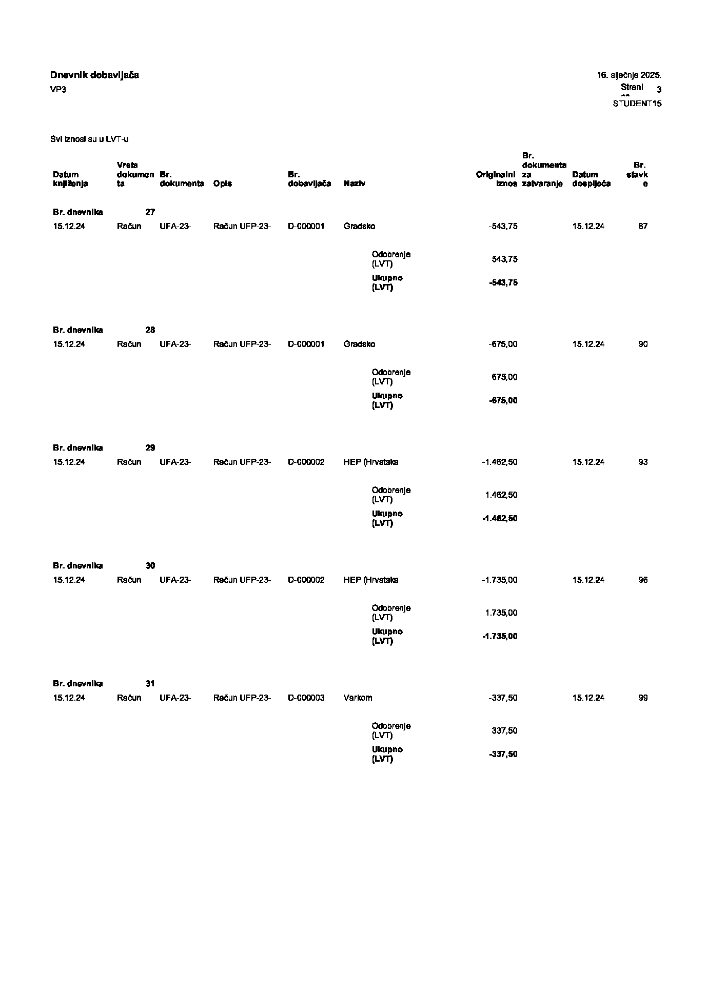 Dnevnik dobavljača
16. siječnja 2025.
VP3
Strani
3
STUDENT15
Svi iznosi su u LVT-u
Datum knjiženja Vrsta dokumen ta Br. dokumenta Opis Br. dobavljača Naziv Originalni iznos Br. dokumenta za zatvaranje Datum dospijeća Br. stavk e
Br. dnevnika 27
15.12.24 Račun UFA-23- Račun UFP-23- D-000001 Gradsko -543,75 15.12.24 87
Odobrenje (LVT) 543,75
Ukupno (LVT) -543,75
Br. dnevnika 28
15.12.24 Račun UFA-23- Račun UFP-23- D-000001 Gradsko -675,00 15.12.24 90
Odobrenje (LVT) 675,00
Ukupno (LVT) -675,00
Br. dnevnika 29
15.12.24 Račun UFA-23- Račun UFP-23- D-000002 HEP (Hrvatska -1.462,50 15.12.24 93
Odobrenje (LVT) 1.462,50
Ukupno (LVT) -1.462,50
Br. dnevnika 30
15.12.24 Račun UFA-23- Račun UFP-23- D-000002 HEP (Hrvatska -1.735,00 15.12.24 96
Odobrenje (LVT) 1.735,00
Ukupno (LVT) -1.735,00
Br. dnevnika 31
15.12.24 Račun UFA-23- Račun UFP-23- D-000003 Varkom -337,50 15.12.24 99
Odobrenje (LVT) 337,50
Ukupno (LVT) -337,50